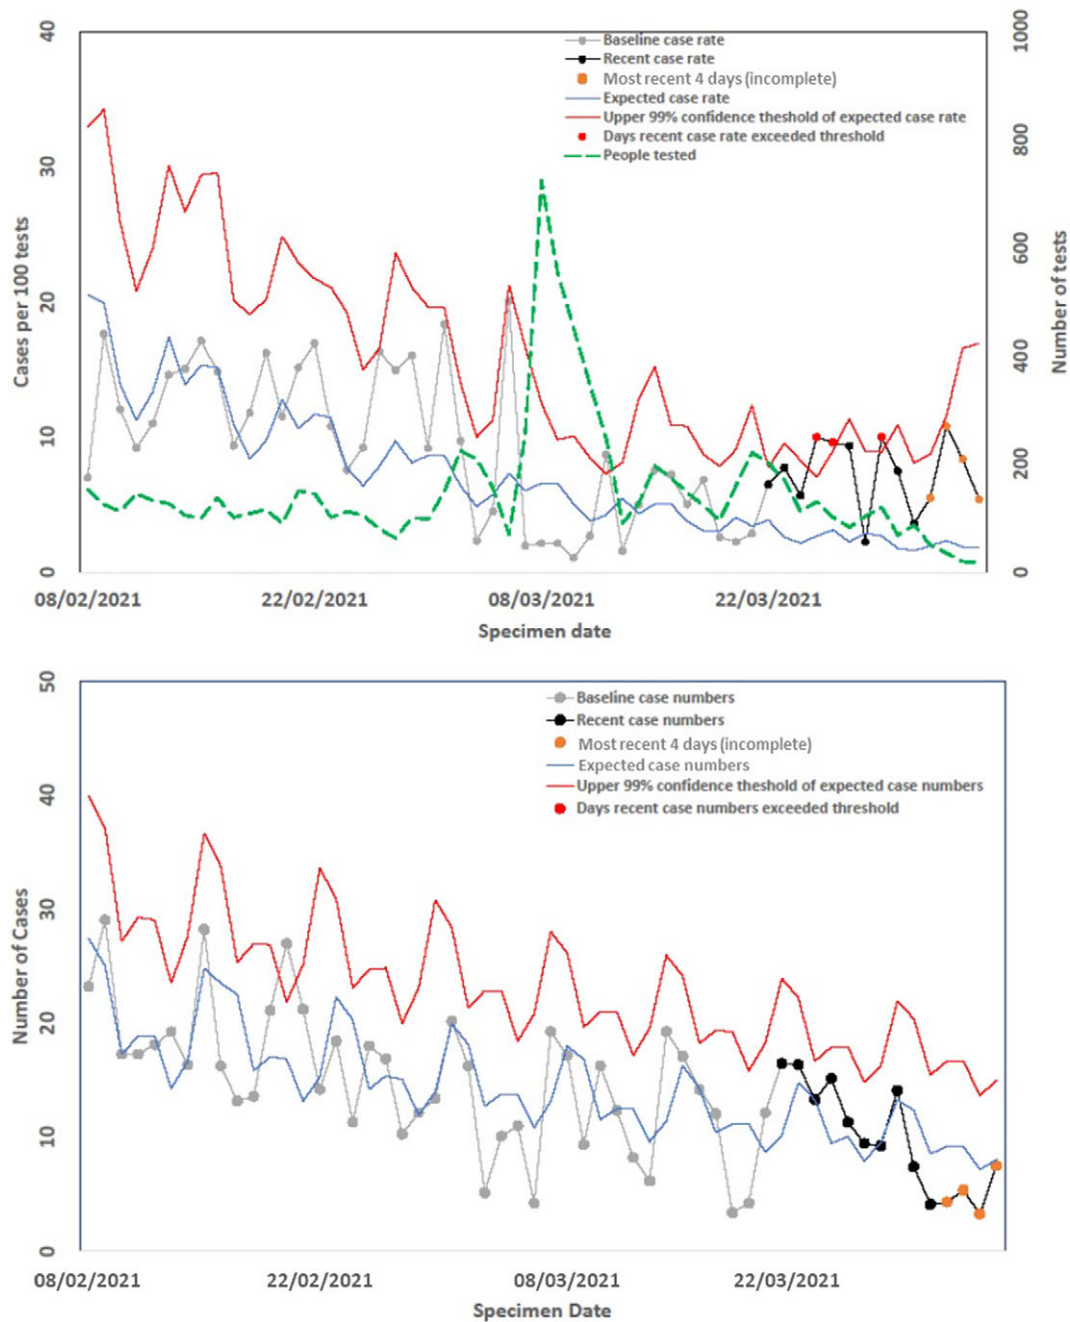 40
30
20
10
0
Cases per 100 tests
1000
800
600
400
200
0
Number of tests
Baseline case rate
Recent case rate
Most recent 4 days (incomplete)
Expected case rate
Upper 99% confidence theshold of expected case rate
Days recent case rate exceeded threshold
People tested
08/02/2021 22/02/2021 08/03/2021 22/03/2021
Specimen date
50
40
30
20
10
0
Number of Cases
Baseline case numbers
Recent case numbers
Most recent 4 days (incomplete)
Expected case numbers
Upper 99% confidence theshold of expected case numbers
Days recent case numbers exceeded threshold
08/02/2021 22/02/2021 08/03/2021 22/03/2021
Specimen Date